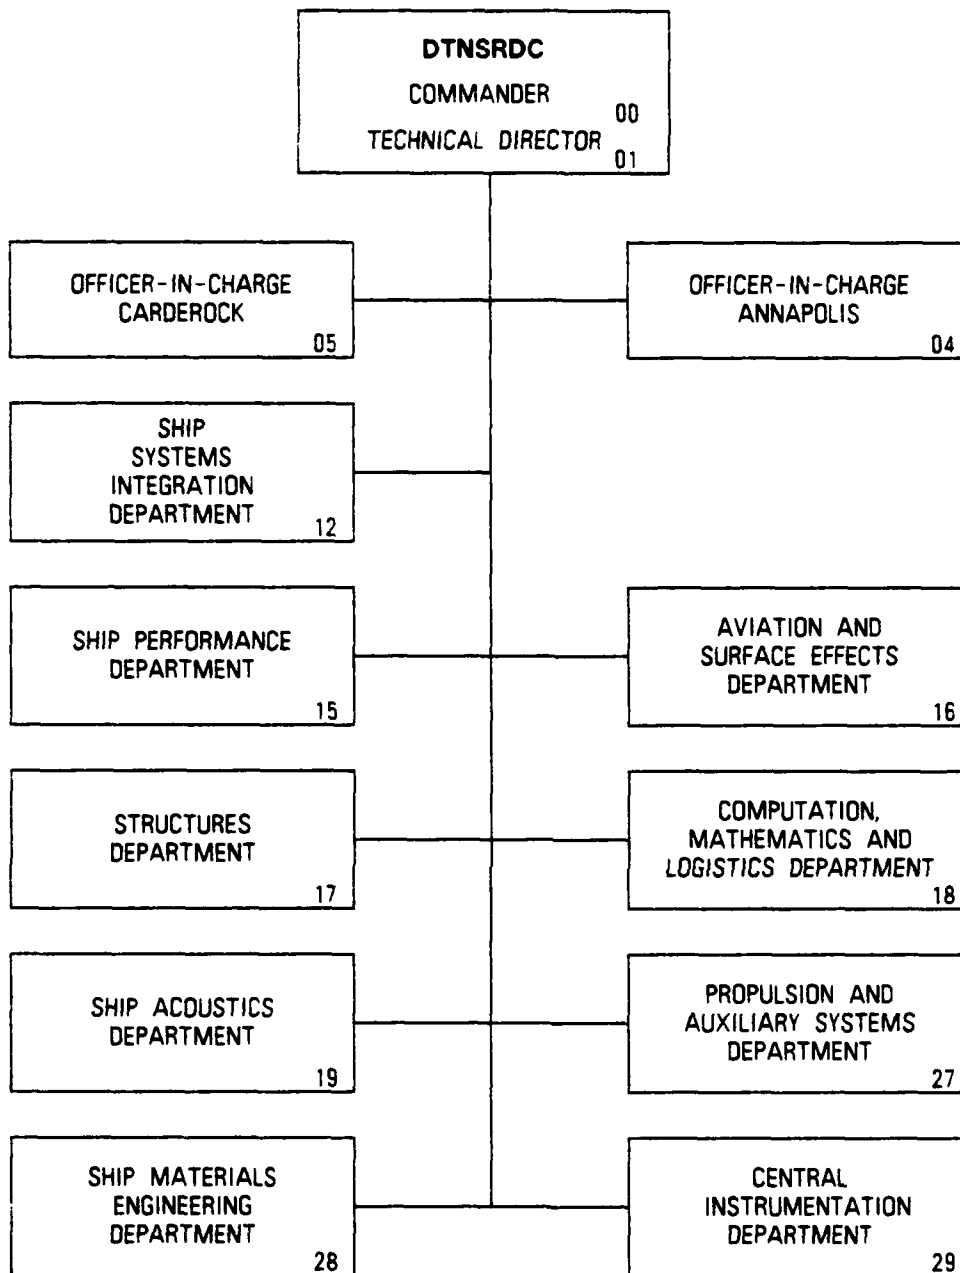 DTNSRDC
COMMANDER
00
TECHNICAL DIRECTOR
01
OFFICER-IN-CHARGE
CARDEROCK
05
OFFICER-IN-CHARGE
ANNAPOLIS
04
SHIP
SYSTEMS
INTEGRATION
DEPARTMENT
12
SHIP PERFORMANCE
DEPARTMENT
15
AVIATION AND
SURFACE EFFECTS
DEPARTMENT
16
STRUCTURES
DEPARTMENT
17
COMPUTATION,
MATHEMATICS AND
LOGISTICS DEPARTMENT
18
SHIP ACOUSTICS
DEPARTMENT
19
PROPULSION AND
AUXILIARY SYSTEMS
DEPARTMENT
27
SHIP MATERIALS
ENGINEERING
DEPARTMENT
28
CENTRAL
INSTRUMENTATION
DEPARTMENT
29